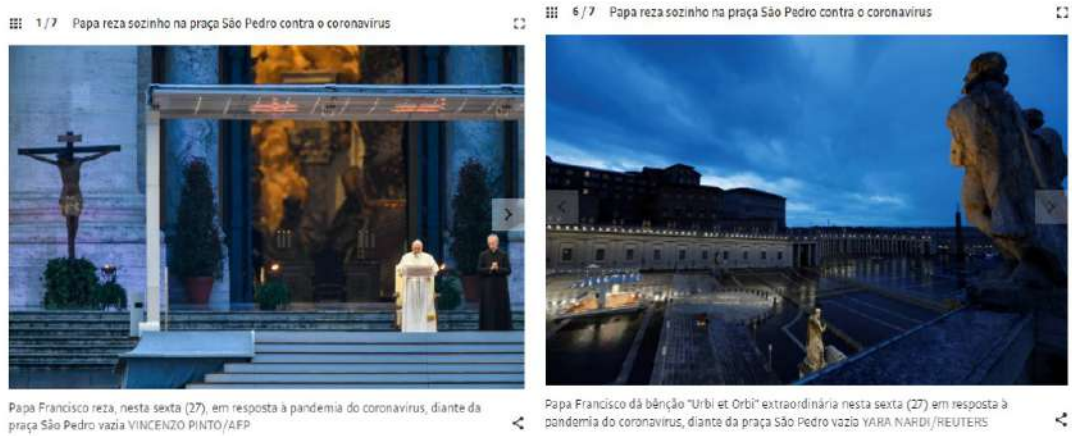 1/7 Papa reza sozinho na praça São Pedro contra o coronavírus
Papa Francisco reza, nesta sexta (27), em resposta à pandemia do coronavírus, diante da
praça São Pedro vazia VINCENZO PINTO/AFP
6/7 Papa reza sozinho na praça São Pedro contra o coronavírus
Papa Francisco dá bênção "Urbi et Orbi" extraordinária nesta sexta (27) em resposta à
pandemia do coronavírus, diante da praça São Pedro vazia YARA NARDI/REUTERS